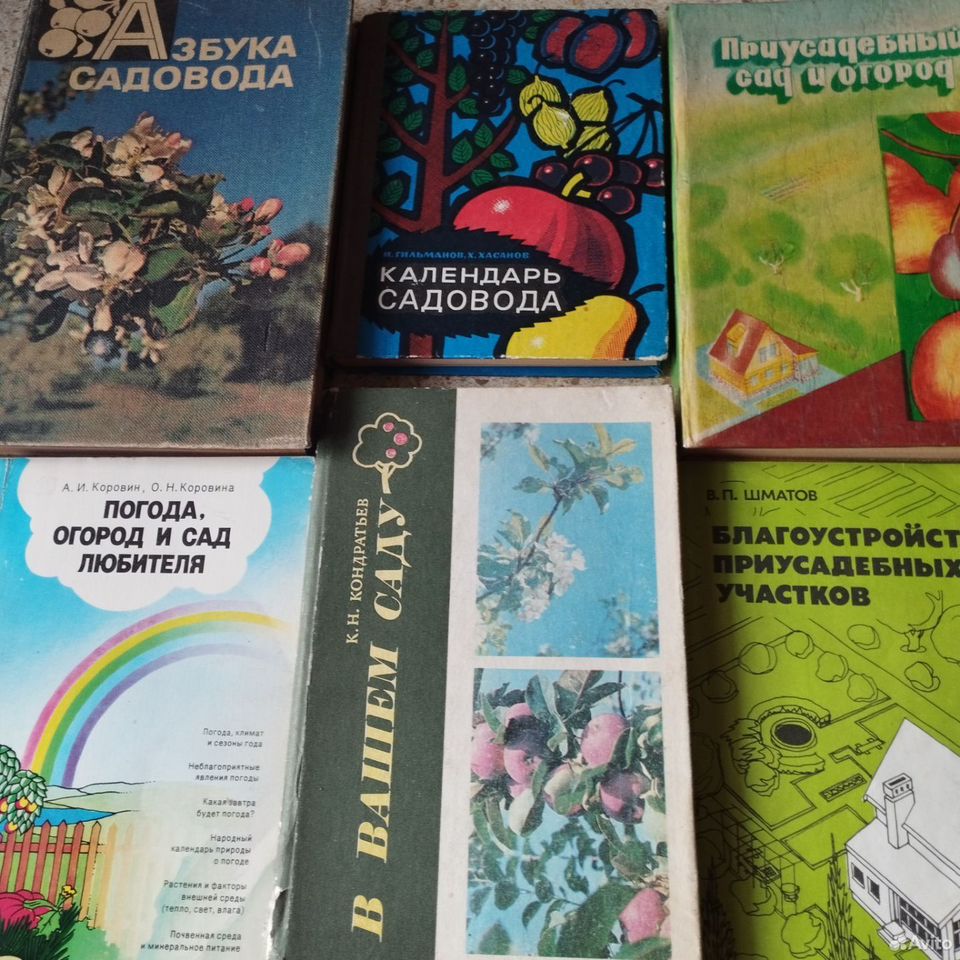 Азбука
садовода
М. Гильманов, Х. Хасанов
Календарь
садовода
Приусадебный
сад и огород
А. И. Коровин, О. Н. Коровина
Погода,
огород и сад
любителя
Погода, климат
и сезоны года
Неблагоприятные
явления погоды
Какая завтра
будет погода?
Народный
календарь природы
о погоде
Растения и факторы
внешней среды
(тепло, свет, влага)
Почвенная среда
и минеральное питание
К. Н. Кондратьев
В вашем саду
В. П. Шматов
Благоустройст
приусадебных
участков
Avito